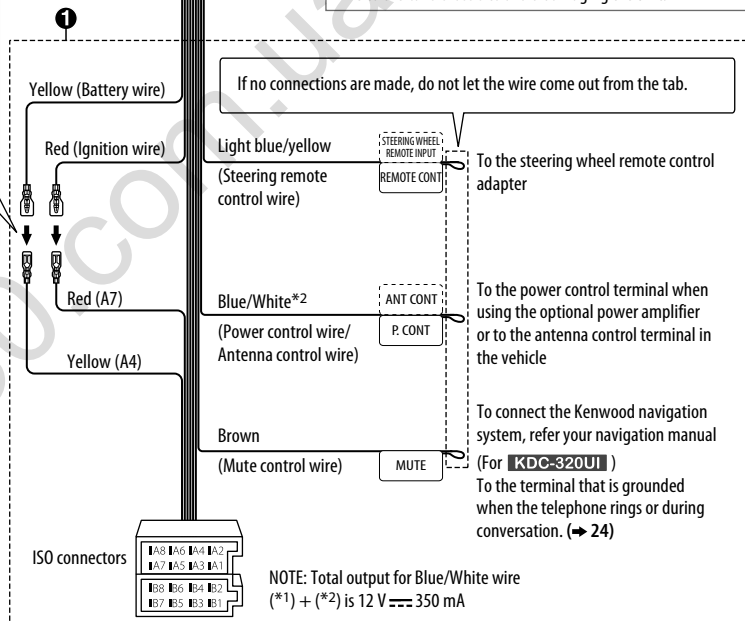 ❶
Yellow (Battery wire)
If no connections are made, do not let the wire come out from the tab.
Red (Ignition wire)
Light blue/yellow
(Steering remote
control wire)
STEERING WHEEL
REMOTE INPUT
REMOTE CONT
To the steering wheel remote control
adapter
Red (A7)
Yellow (A4)
Blue/White*2
(Power control wire/
Antenna control wire)
ANT CONT
P. CONT
To the power control terminal when
using the optional power amplifier
or to the antenna control terminal in
the vehicle
Brown
(Mute control wire)
MUTE
To connect the Kenwood navigation
system, refer your navigation manual
(For KDC-320UI )
To the terminal that is grounded
when the telephone rings or during
conversation. (➜ 24)
ISO connectors
A8 A6 A4 A2
A7 A5 A3 A1
B8 B6 B4 B2
B7 B5 B3 B1
NOTE: Total output for Blue/White wire
(*1) + (*2) is 12 V ⎓ 350 mA